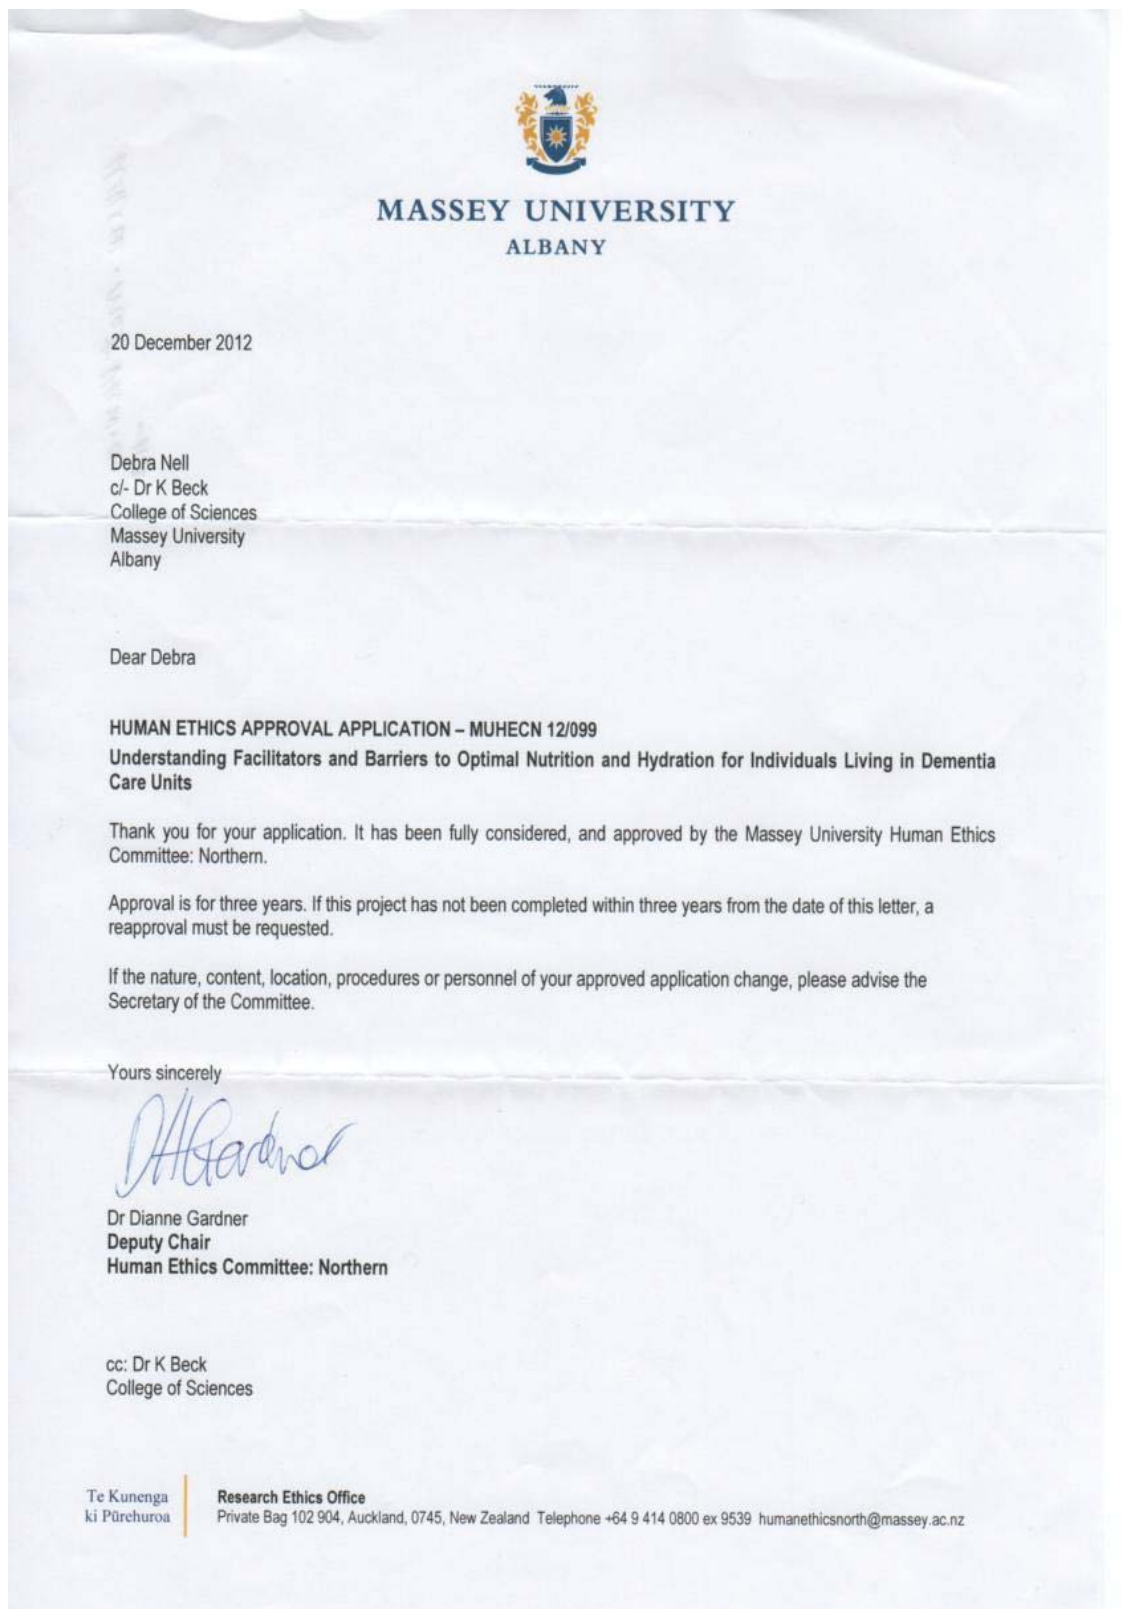 MASSEY UNIVERSITY
ALBANY
20 December 2012
Debra Nell
c/- Dr K Beck
College of Sciences
Massey University
Albany
Dear Debra
HUMAN ETHICS APPROVAL APPLICATION – MUHECN 12/099
Understanding Facilitators and Barriers to Optimal Nutrition and Hydration for Individuals Living in Dementia
Care Units
Thank you for your application. It has been fully considered, and approved by the Massey University Human Ethics
Committee: Northern.
Approval is for three years. If this project has not been completed within three years from the date of this letter, a
reapproval must be requested.
If the nature, content, location, procedures or personnel of your approved application change, please advise the
Secretary of the Committee.
Yours sincerely
DHGardner
Dr Dianne Gardner
Deputy Chair
Human Ethics Committee: Northern
cc: Dr K Beck
College of Sciences
Te Kunenga
ki Pūrehuroa
Research Ethics Office
Private Bag 102 904, Auckland, 0745, New Zealand Telephone +64 9 414 0800 ex 9539 humanethicsnorth@massey.ac.nz